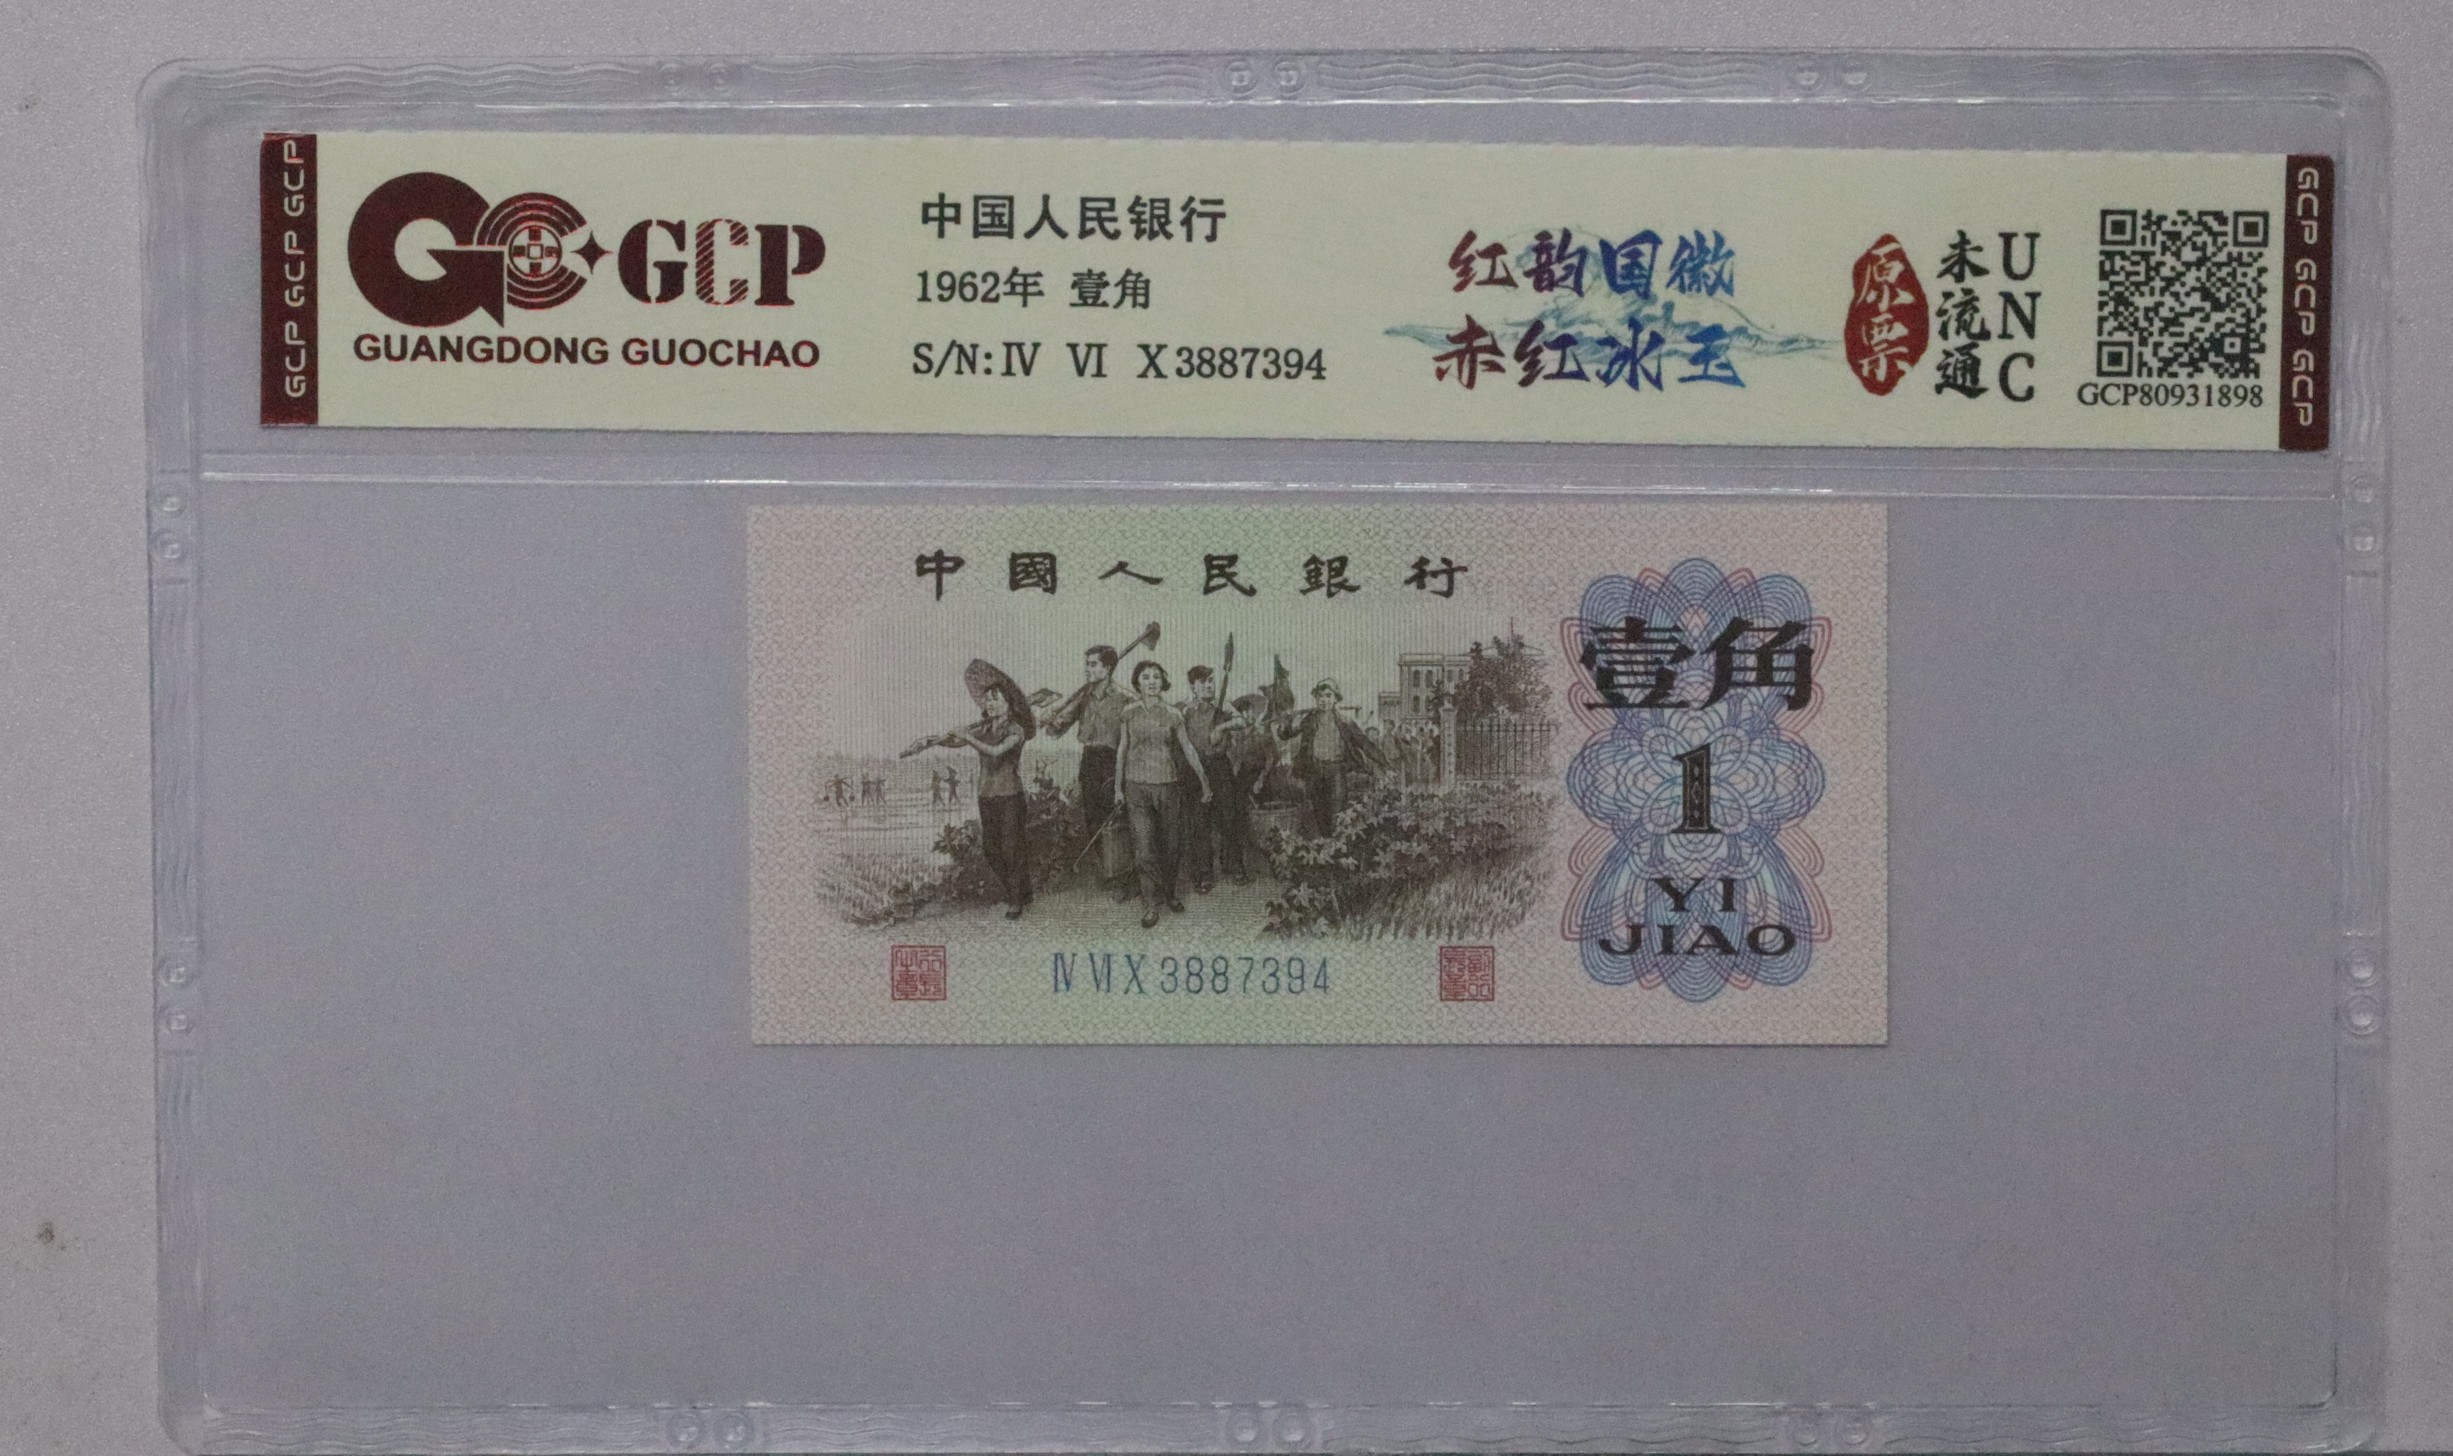 GCP GCP GCP
GCP
GUANGDONG GUOCHAO
中国人民银行
1962年 壹角
S/N: IV VI X 3887394
红韵国徽
赤红冰玉
原票
未流通
UNC
GCP80931898
GCP GCP GCP
中國人民銀行
壹角
1
YI
JIAO
IV VI X 3887394